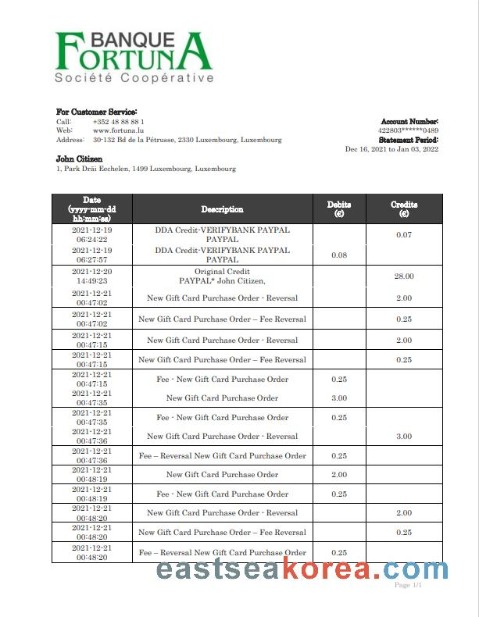 BANQUE
FORTUNA
Société Coopérative
For Customer Service:
Call: +352 48 88 88 1
Web: www.fortuna.lu
Address: 30-132 Bd de la Pétrusse, 2330 Luxembourg, Luxembourg
Account Number:
422803******0489
Statement Period:
Dec 16, 2021 to Jan 03, 2022
John Citizen
1, Park Dräi Eechelen, 1499 Luxembourg, Luxembourg
Date
(yyyy-mm-dd
hh:mm:ss)
Description
Debits
(€)
Credits
(€)
2021-12-19
06:24:22
DDA Credit-VERIFYBANK PAYPAL
PAYPAL
0.07
2021-12-19
06:27:57
DDA Credit-VERIFYBANK PAYPAL
PAYPAL
0.08
2021-12-20
14:49:23
Original Credit
PAYPAL* John Citizen,
28.00
2021-12-21
00:47:02
New Gift Card Purchase Order - Reversal
2.00
2021-12-21
00:47:02
New Gift Card Purchase Order – Fee Reversal
0.25
2021-12-21
00:47:15
New Gift Card Purchase Order - Reversal
2.00
2021-12-21
00:47:15
New Gift Card Purchase Order – Fee Reversal
0.25
2021-12-21
00:47:15
Fee - New Gift Card Purchase Order
0.25
2021-12-21
00:47:35
New Gift Card Purchase Order
3.00
2021-12-21
00:47:35
Fee - New Gift Card Purchase Order
0.25
2021-12-21
00:47:36
New Gift Card Purchase Order - Reversal
3.00
2021-12-21
00:47:36
Fee – Reversal New Gift Card Purchase Order
0.25
2021-12-21
00:48:19
New Gift Card Purchase Order
2.00
2021-12-21
00:48:19
Fee - New Gift Card Purchase Order
0.25
2021-12-21
00:48:20
New Gift Card Purchase Order - Reversal
2.00
2021-12-21
00:48:20
New Gift Card Purchase Order – Fee Reversal
0.25
2021-12-21
00:48:20
Fee – Reversal New Gift Card Purchase Order
0.25
eastseakorea.com
Page 1/1